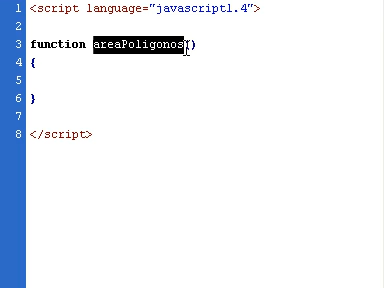 1 <script language="javascript1.4">
2
3 function areaPoligonos()
4 {
5
6 }
7
8 </script>